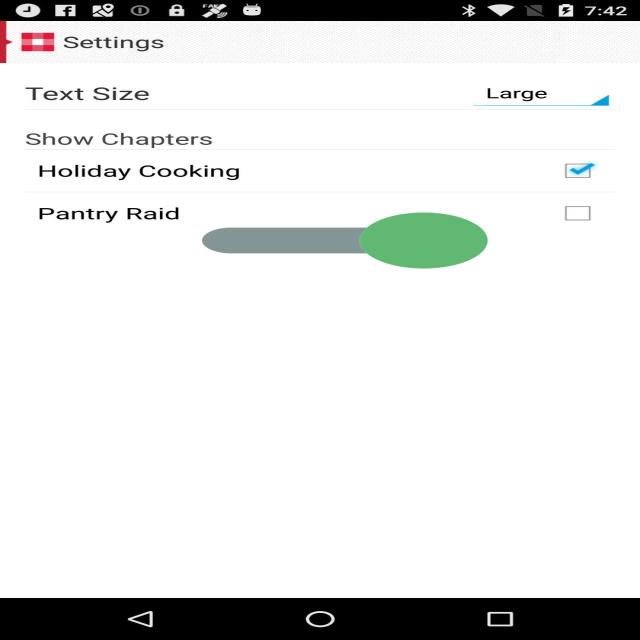 7:42
Settings
Text Size
Large
Show Chapters
Holiday Cooking
Pantry Raid